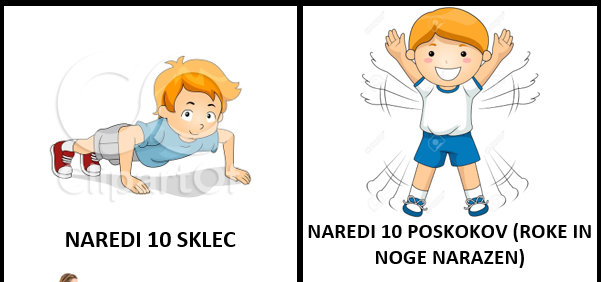 NAREDI 10 SKLEC
NAREDI 10 POSKOKOV (ROKE IN
NOGE NARAZEN)